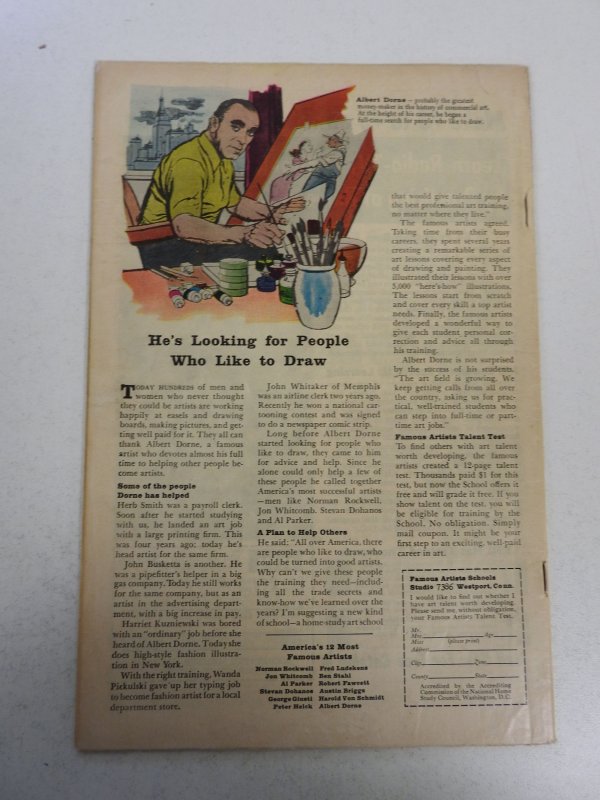 Albert Dorne — probably the greatest
money-maker in the history of commercial art.
At the height of his career, he began a
full-time search for people who like to draw.
He's Looking for People
Who Like to Draw
TODAY HUNDREDS of men and
women who never thought
they could be artists are working
happily at easels and drawing
boards, making pictures, and get-
ting well paid for it. They all can
thank Albert Dorne, a famous
artist who devotes almost his full
time to helping other people be-
come artists.
Some of the people
Dorne has helped
Herb Smith was a payroll clerk.
Soon after he started studying
with us, he landed an art job
with a large printing firm. This
was four years ago; today he's
head artist for the same firm.
John Busketta is another. He
was a pipefitter's helper in a big
gas company. Today he still works
for the same company, but as an
artist in the advertising depart-
ment, with a big increase in pay.
Harriet Kuzniewski was bored
with an "ordinary" job before she
heard of Albert Dorne. Today she
does high-style fashion illustra-
tion in New York.
With the right training, Wanda
Pickulski gave up her typing job
to become fashion artist for a local
department store.
John Whitaker of Memphis
was an airline clerk two years ago.
Recently he won a national car-
tooning contest and was signed
to do a newspaper comic strip.
Long before Albert Dorne
started looking for people who
like to draw, they came to him
for advice and help. Since he
alone could only help a few of
these people he called together
America's most successful artists
—men like Norman Rockwell,
Jon Whitcomb, Stevan Dohanos
and Al Parker.
A Plan to Help Others
He said; "All over America, there
are people who like to draw, who
could be turned into good artists.
Why can't we give these people
the training they need—includ-
ing all the trade secrets and
know-how we've learned over the
years? I'm suggesting a new kind
of school—a home-study art school
America's 12 Most
Famous Artists
Norman Rockwell Fred Ludekens
Jon Whitcomb Ben Stahl
Al Parker Robert Fawcett
Stevan Dohanos Austin Briggs
George Giusti Harold Von Schmidt
Peter Helck Albert Dorne
that would give talented people
the best professional art training,
no matter where they live."
The famous artists agreed.
Taking time from their busy
careers, they spent several years
creating a remarkable series of
art lessons covering every aspect
of drawing and painting. They
illustrated their lessons with over
5,000 "here's-how" illustrations.
The lessons start from scratch
and cover every skill a top artist
needs. Finally, the famous artists
developed a wonderful way to
give each student personal cor-
rection and advice all through
his training.
Albert Dorne is not surprised
by the success of his students.
"The art field is growing. We
keep getting calls from all over
the country, asking us for prac-
tical, well-trained students who
can step into full-time or part-
time art jobs."
Famous Artists Talent Test
To find others with art talent
worth developing, the famous
artists created a 12-page talent
test. Thousands paid $1 for this
test, but now the School offers it
free and will grade it free. If you
show talent on the test, you will
be eligible for training by the
School. No obligation. Simply
mail coupon. It might be your
first step to an exciting, well-paid
career in art.
Famous Artists Schools
Studio 7366 Westport, Conn.
I would like to find out whether I
have art talent worth developing.
Please send me, without obligation,
your Famous Artists Talent Test.
Mr.
Mrs. Age
Miss (please print)
Address
City Zone
County State
Accredited by the Accrediting
Commission of the National Home
Study Council, Washington, D.C.